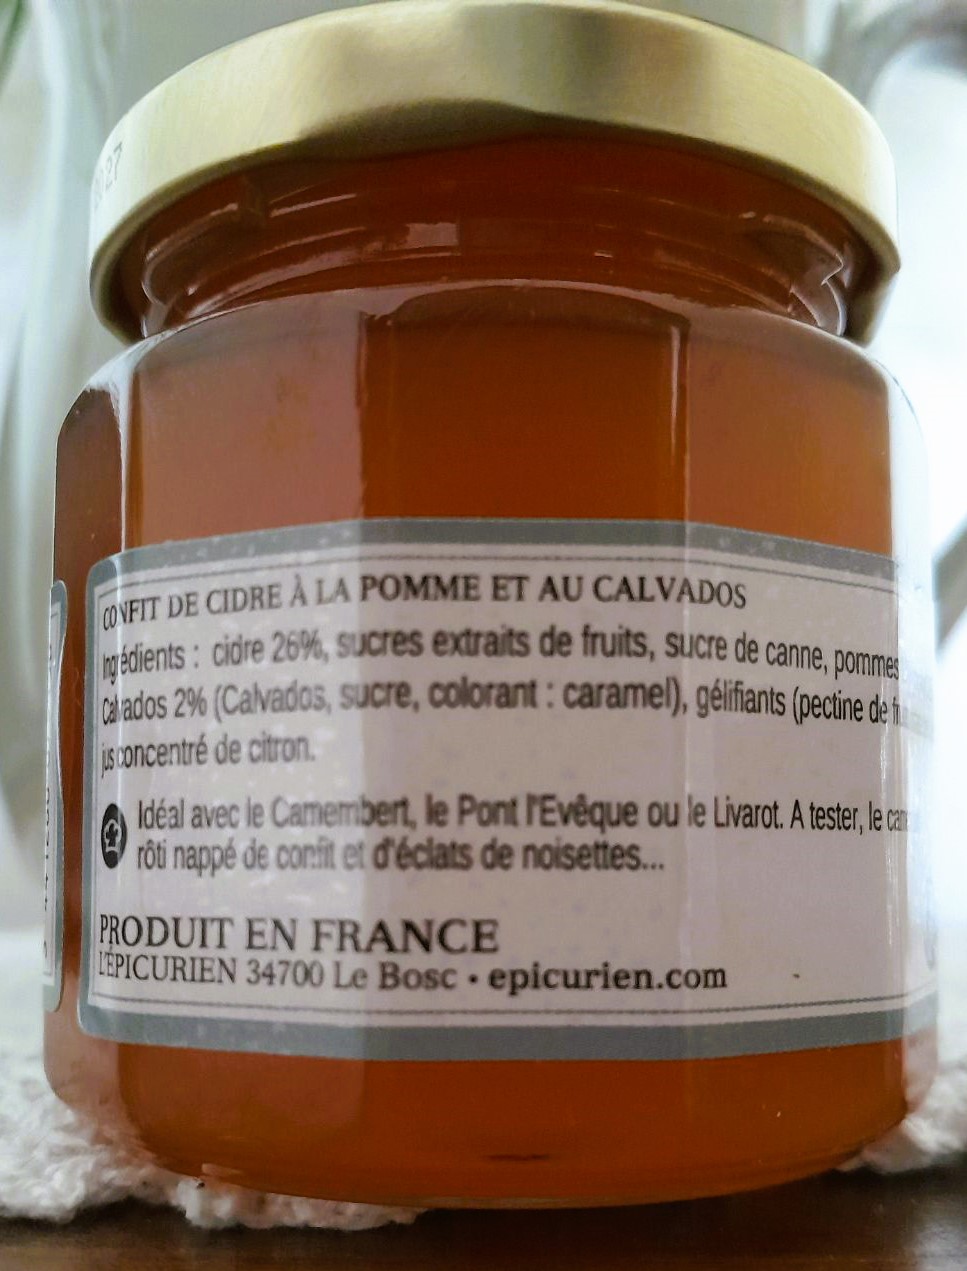 27
CONFIT DE CIDRE À LA POMME ET AU CALVADOS
Ingrédients : cidre 26%, sucres extraits de fruits, sucre de canne, pommes
Calvados 2% (Calvados, sucre, colorant : caramel), gélifiants (pectine de
jus concentré de citron.
Idéal avec le Camembert, le Pont l'Evêque ou le Livarot. A tester, le
rôti nappé de confit et d'éclats de noisettes...
PRODUIT EN FRANCE
L'ÉPICURIEN 34700 Le Bosc • epicurien.com